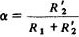 α = R′₂ / (R₁ + R′₂)